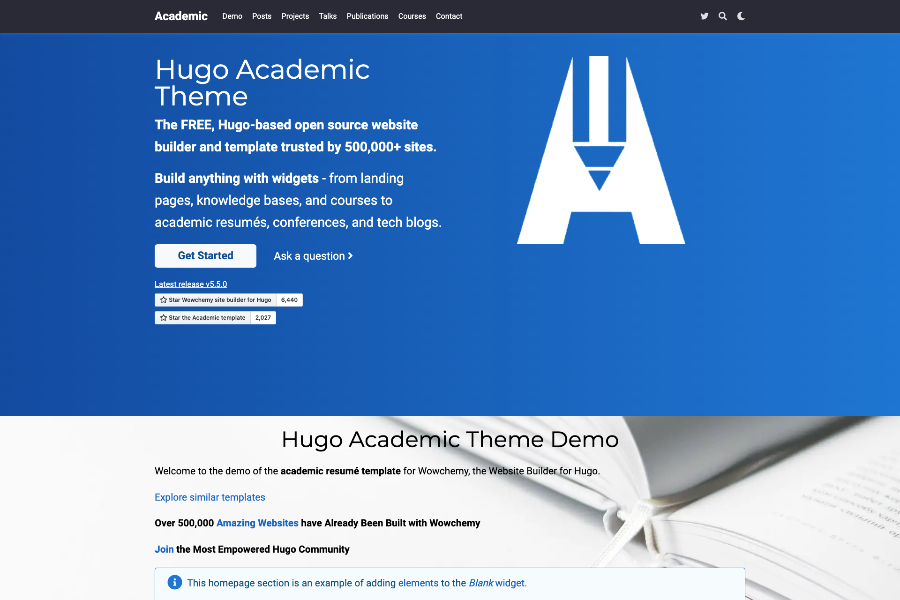 Academic Demo Posts Projects Talks Publications Courses Contact
Hugo Academic
Theme
The FREE, Hugo-based open source website
builder and template trusted by 500,000+ sites.
Build anything with widgets - from landing
pages, knowledge bases, and courses to
academic resumés, conferences, and tech blogs.
Get Started Ask a question
Latest release v5.5.0
Star Wowchemy site builder for Hugo 6,440
Star the Academic template 2,027
Hugo Academic Theme Demo
Welcome to the demo of the academic resumé template for Wowchemy, the Website Builder for Hugo.
Explore similar templates
Over 500,000 Amazing Websites have Already Been Built with Wowchemy
Join the Most Empowered Hugo Community
This homepage section is an example of adding elements to the Blank widget.